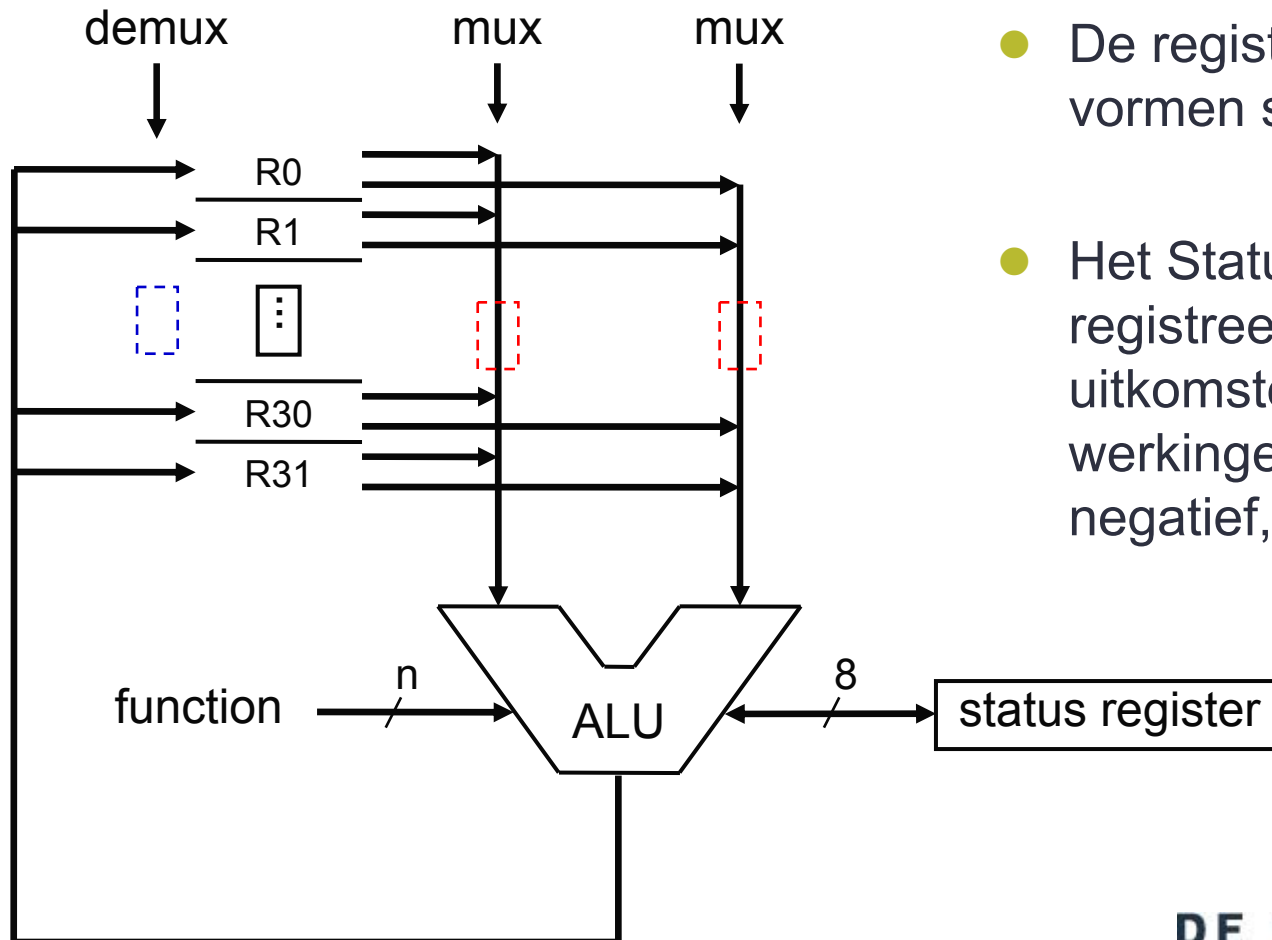 demux mux mux
R0
R1
⋮
R30
R31
function n ALU 8 status register
De regist
vormen s
Het Statu
registree
uitkomste
werkinge
negatief,
DE